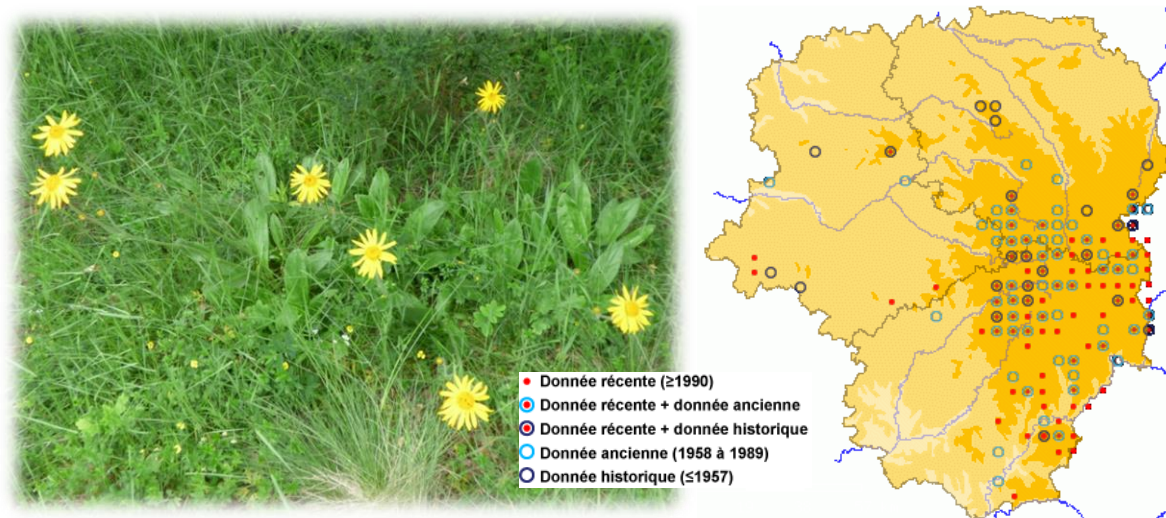 Donnée récente (≥1990)
Donnée récente + donnée ancienne
Donnée récente + donnée historique
Donnée ancienne (1958 à 1989)
Donnée historique (≤1957)